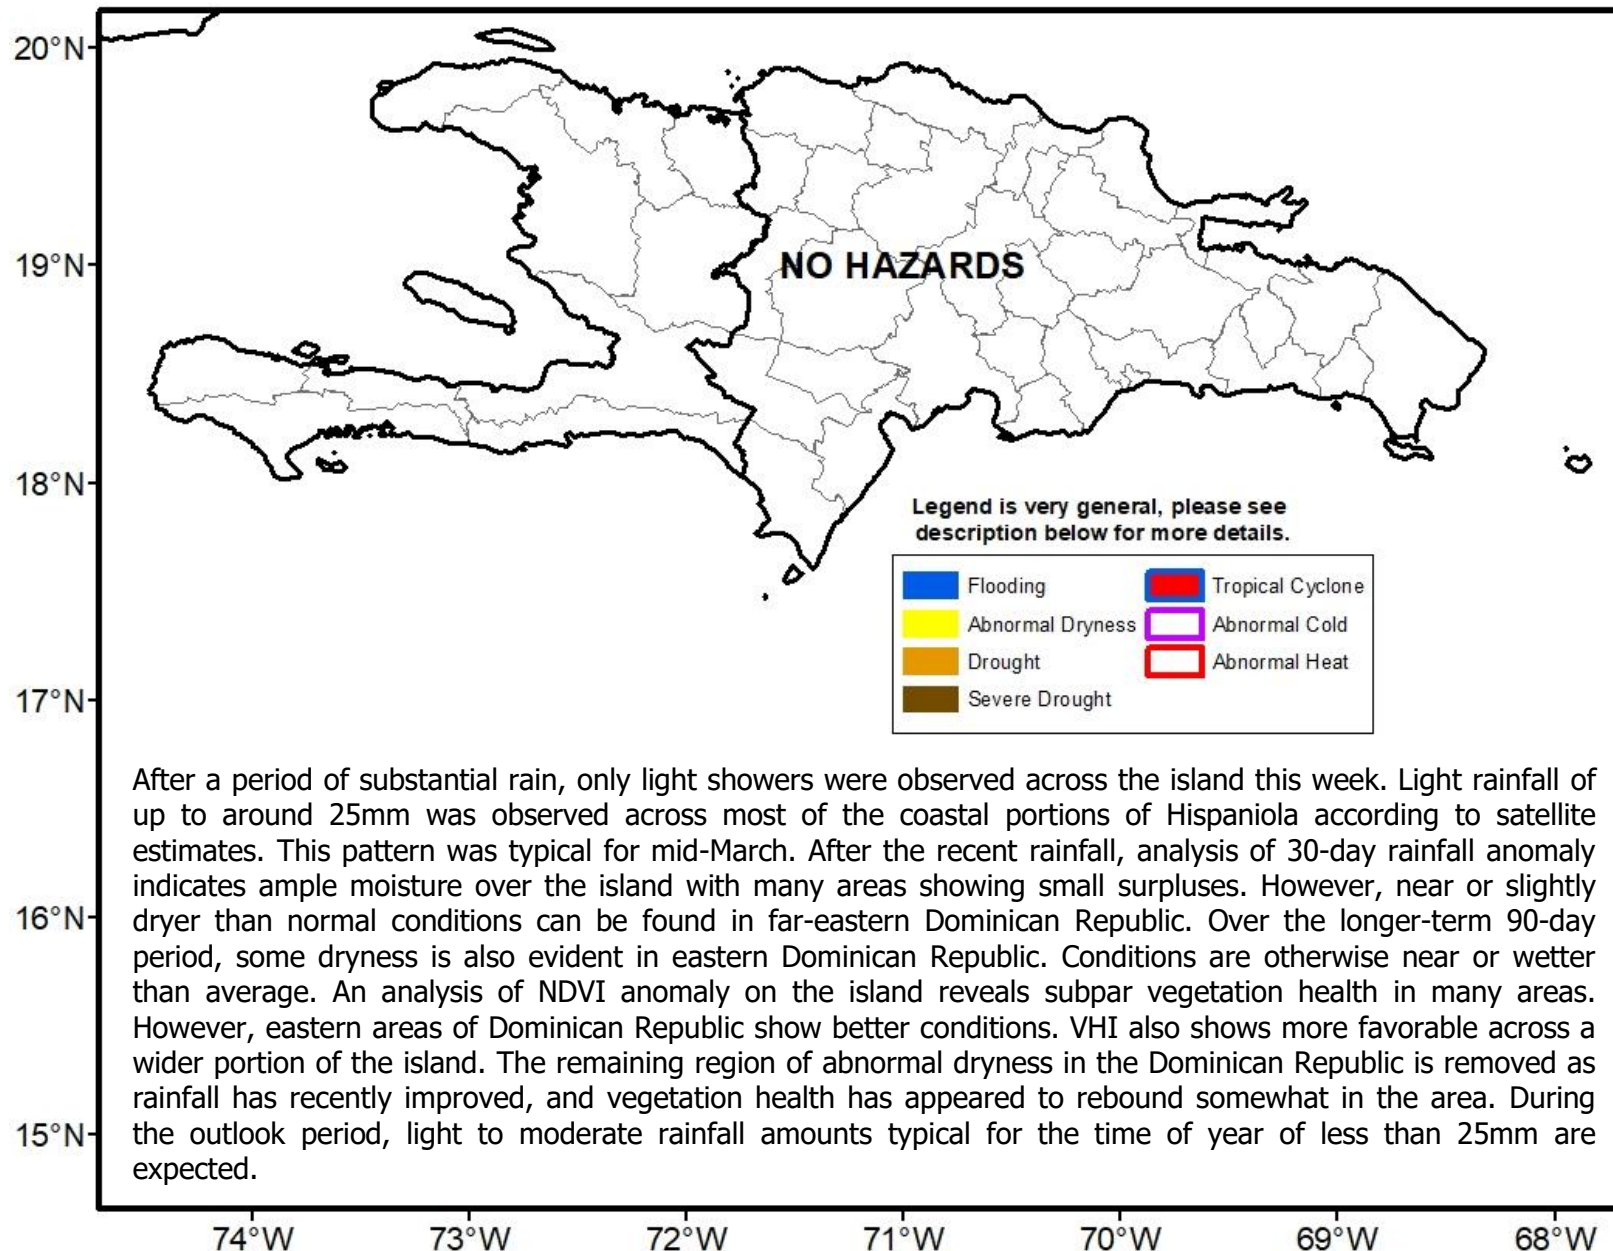 20°N
19°N
NO HAZARDS
18°N
Legend is very general, please see
description below for more details.
Flooding
Tropical Cyclone
Abnormal Dryness
Abnormal Cold
Drought
Abnormal Heat
Severe Drought
17°N
After a period of substantial rain, only light showers were observed across the island this week. Light rainfall of
up to around 25mm was observed across most of the coastal portions of Hispaniola according to satellite
estimates. This pattern was typical for mid-March. After the recent rainfall, analysis of 30-day rainfall anomaly
indicates ample moisture over the island with many areas showing small surpluses. However, near or slightly
dryer than normal conditions can be found in far-eastern Dominican Republic. Over the longer-term 90-day
period, some dryness is also evident in eastern Dominican Republic. Conditions are otherwise near or wetter
than average. An analysis of NDVI anomaly on the island reveals subpar vegetation health in many areas.
However, eastern areas of Dominican Republic show better conditions. VHI also shows more favorable across a
wider portion of the island. The remaining region of abnormal dryness in the Dominican Republic is removed as
rainfall has recently improved, and vegetation health has appeared to rebound somewhat in the area. During
the outlook period, light to moderate rainfall amounts typical for the time of year of less than 25mm are
expected.
16°N
15°N
74°W
73°W
72°W
71°W
70°W
69°W
68°W